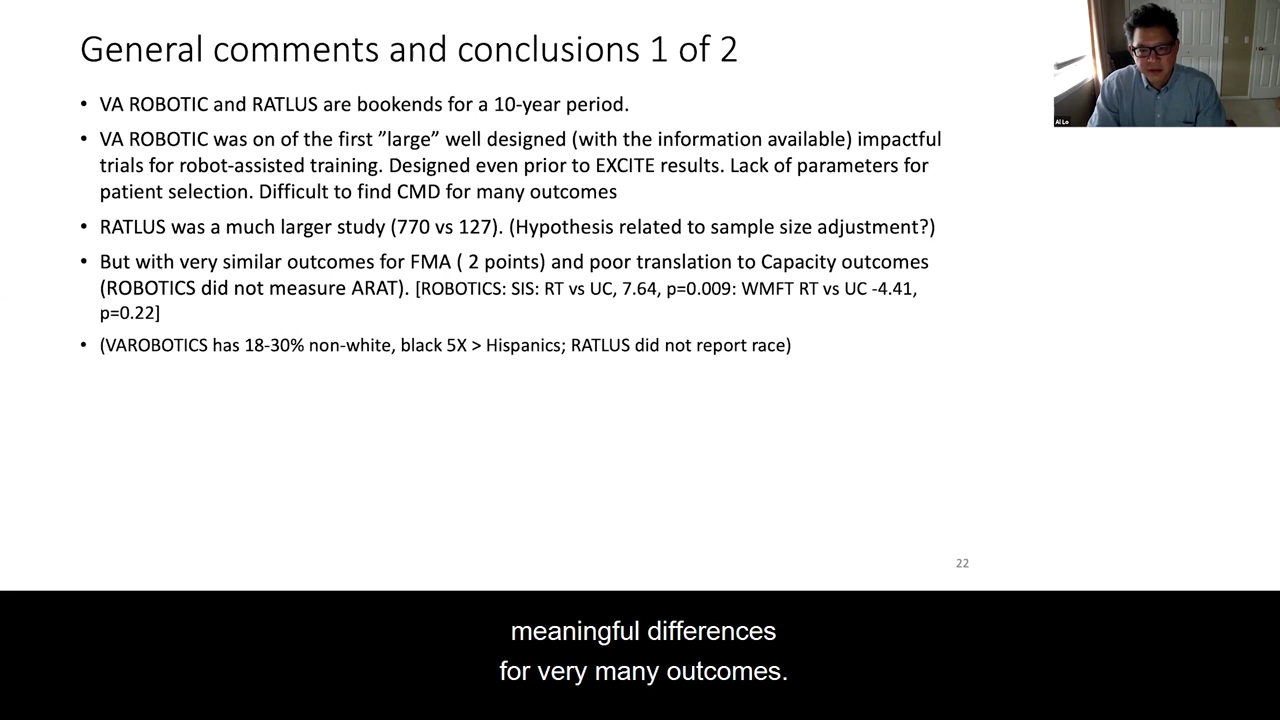 General comments and conclusions 1 of 2
• VA ROBOTIC and RATLUS are bookends for a 10-year period.
• VA ROBOTIC was on of the first ”large” well designed (with the information available) impactful
trials for robot-assisted training. Designed even prior to EXCITE results. Lack of parameters for
patient selection. Difficult to find CMD for many outcomes
• RATLUS was a much larger study (770 vs 127). (Hypothesis related to sample size adjustment?)
• But with very similar outcomes for FMA ( 2 points) and poor translation to Capacity outcomes
(ROBOTICS did not measure ARAT). [ROBOTICS: SIS: RT vs UC, 7.64, p=0.009: WMFT RT vs UC -4.41,
p=0.22]
• (VAROBOTICS has 18-30% non-white, black 5X > Hispanics; RATLUS did not report race)
22
Al Lo
meaningful differences
for very many outcomes.